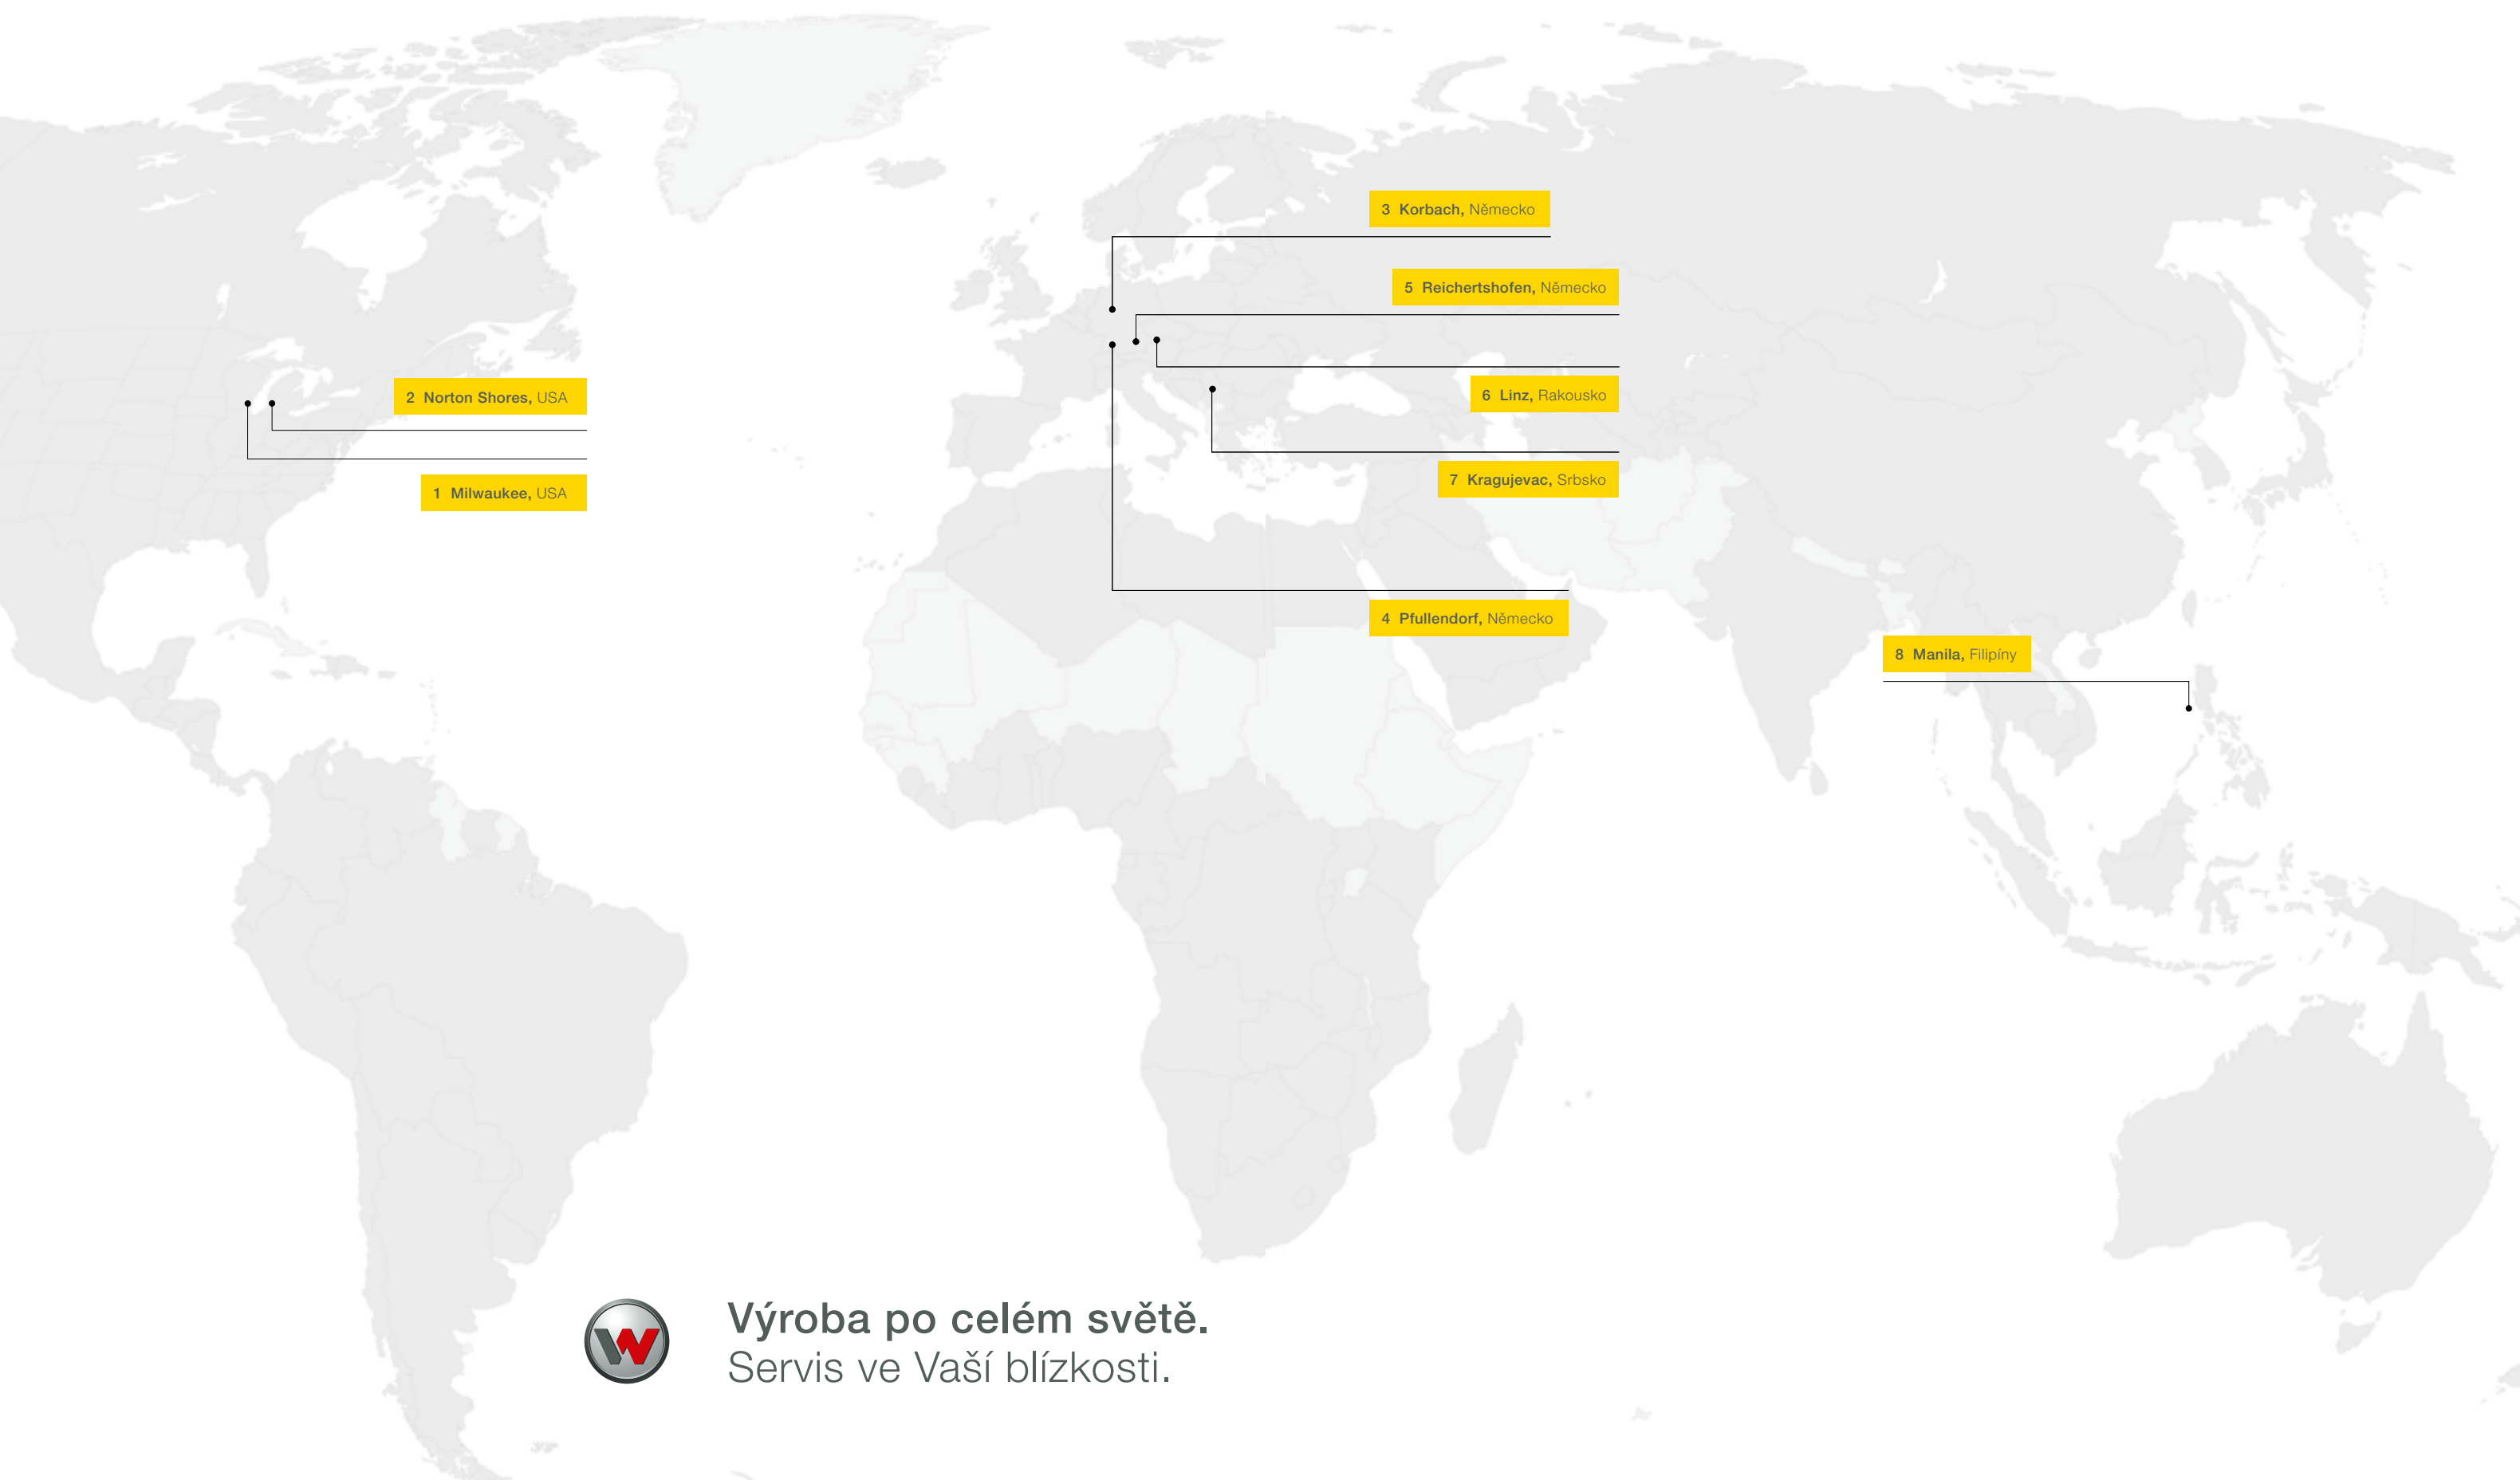 3 Korbach, Německo
5 Reichertshofen, Německo
2 Norton Shores, USA
6 Linz, Rakousko
1 Milwaukee, USA
7 Kragujevac, Srbsko
4 Pfullendorf, Německo
8 Manila, Filipíny
Výroba po celém světě.
Servis ve Vaší blízkosti.